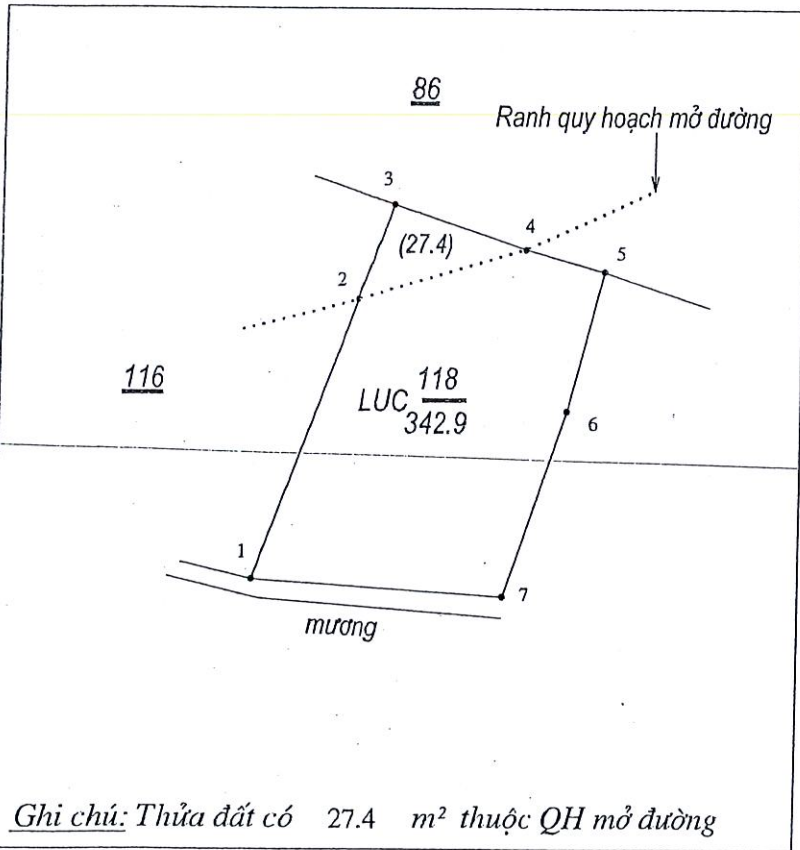 86
Ranh quy hoạch mở đường
3
4
(27.4)
5
2
116
LUC 118
342.9
6
1
7
mương
Ghi chú: Thửa đất có 27.4 m² thuộc QH mở đường